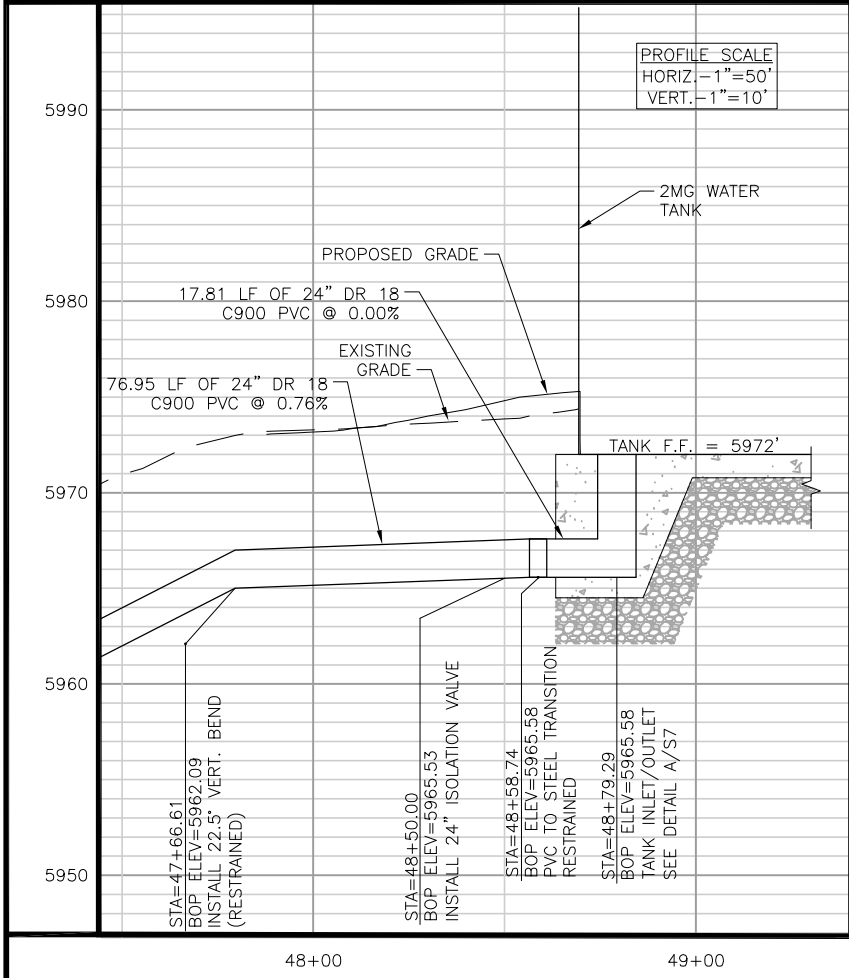 PROFILE SCALE
HORIZ.-1"=50'
VERT.-1"=10'
5990
2MG WATER
TANK
PROPOSED GRADE
17.81 LF OF 24" DR 18
C900 PVC @ 0.00%
5980
EXISTING
GRADE
76.95 LF OF 24" DR 18
C900 PVC @ 0.76%
TANK F.F. = 5972'
5970
5960
5950
STA=47+66.61
BOP ELEV=5962.09
INSTALL 22.5° VERT. BEND
(RESTRAINED)
STA=48+50.00
BOP ELEV=5965.53
INSTALL 24" ISOLATION VALVE
STA=48+58.74
BOP ELEV=5965.58
PVC TO STEEL TRANSITION
RESTRAINED
STA=48+79.29
BOP ELEV=5965.58
TANK INLET/OUTLET
SEE DETAIL A/S7
48+00
49+00